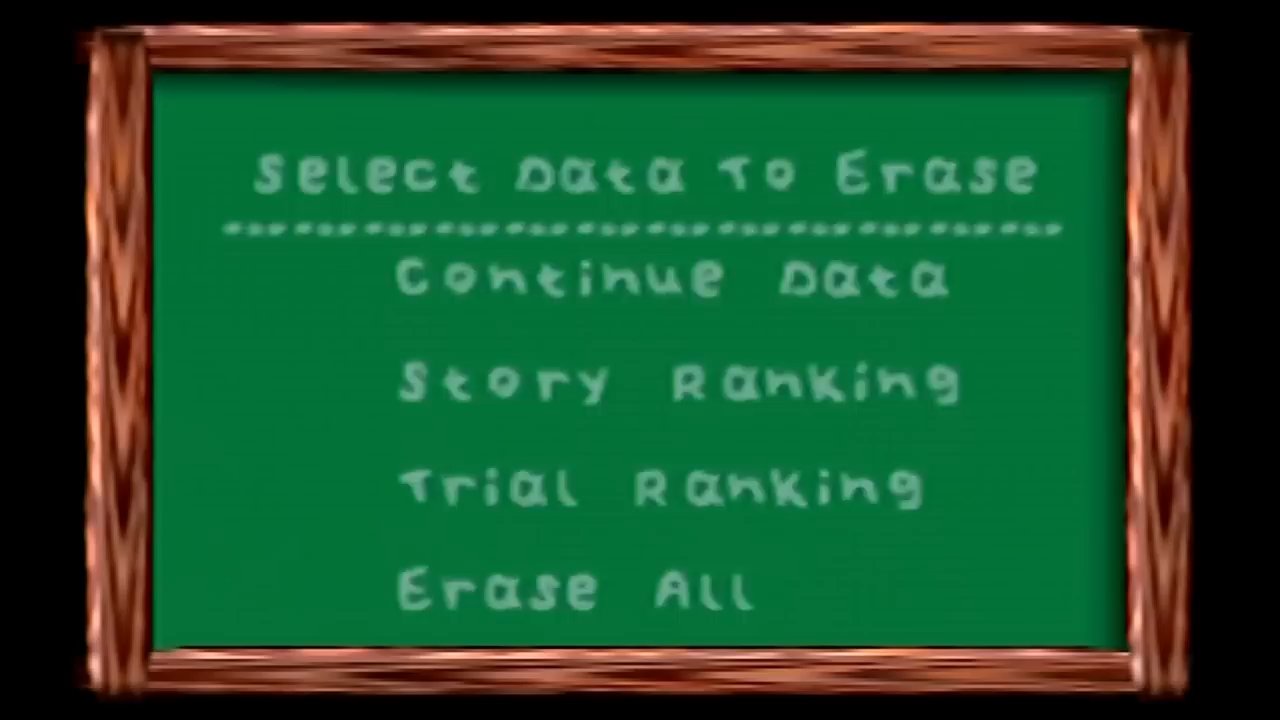 Select Data To Erase
Continue Data
Story Ranking
Trial Ranking
Erase All